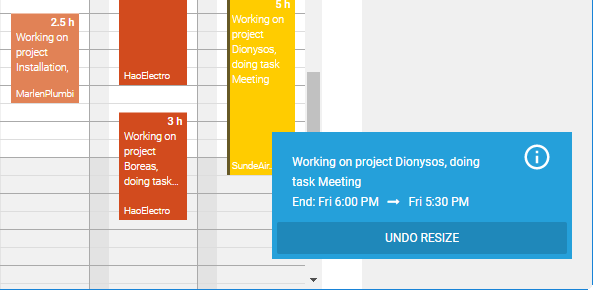 2.5 h
Working on
project
Installation,
MarlenPlumbi
HaoElectro
3 h
Working on
project
Boreas,
doing task...
HaoElectro
5 h
Working on
project
Dionysos,
doing task
Meeting
SundeAir...
Working on project Dionysos, doing
task Meeting
End: Fri 6:00 PM → Fri 5:30 PM
UNDO RESIZE